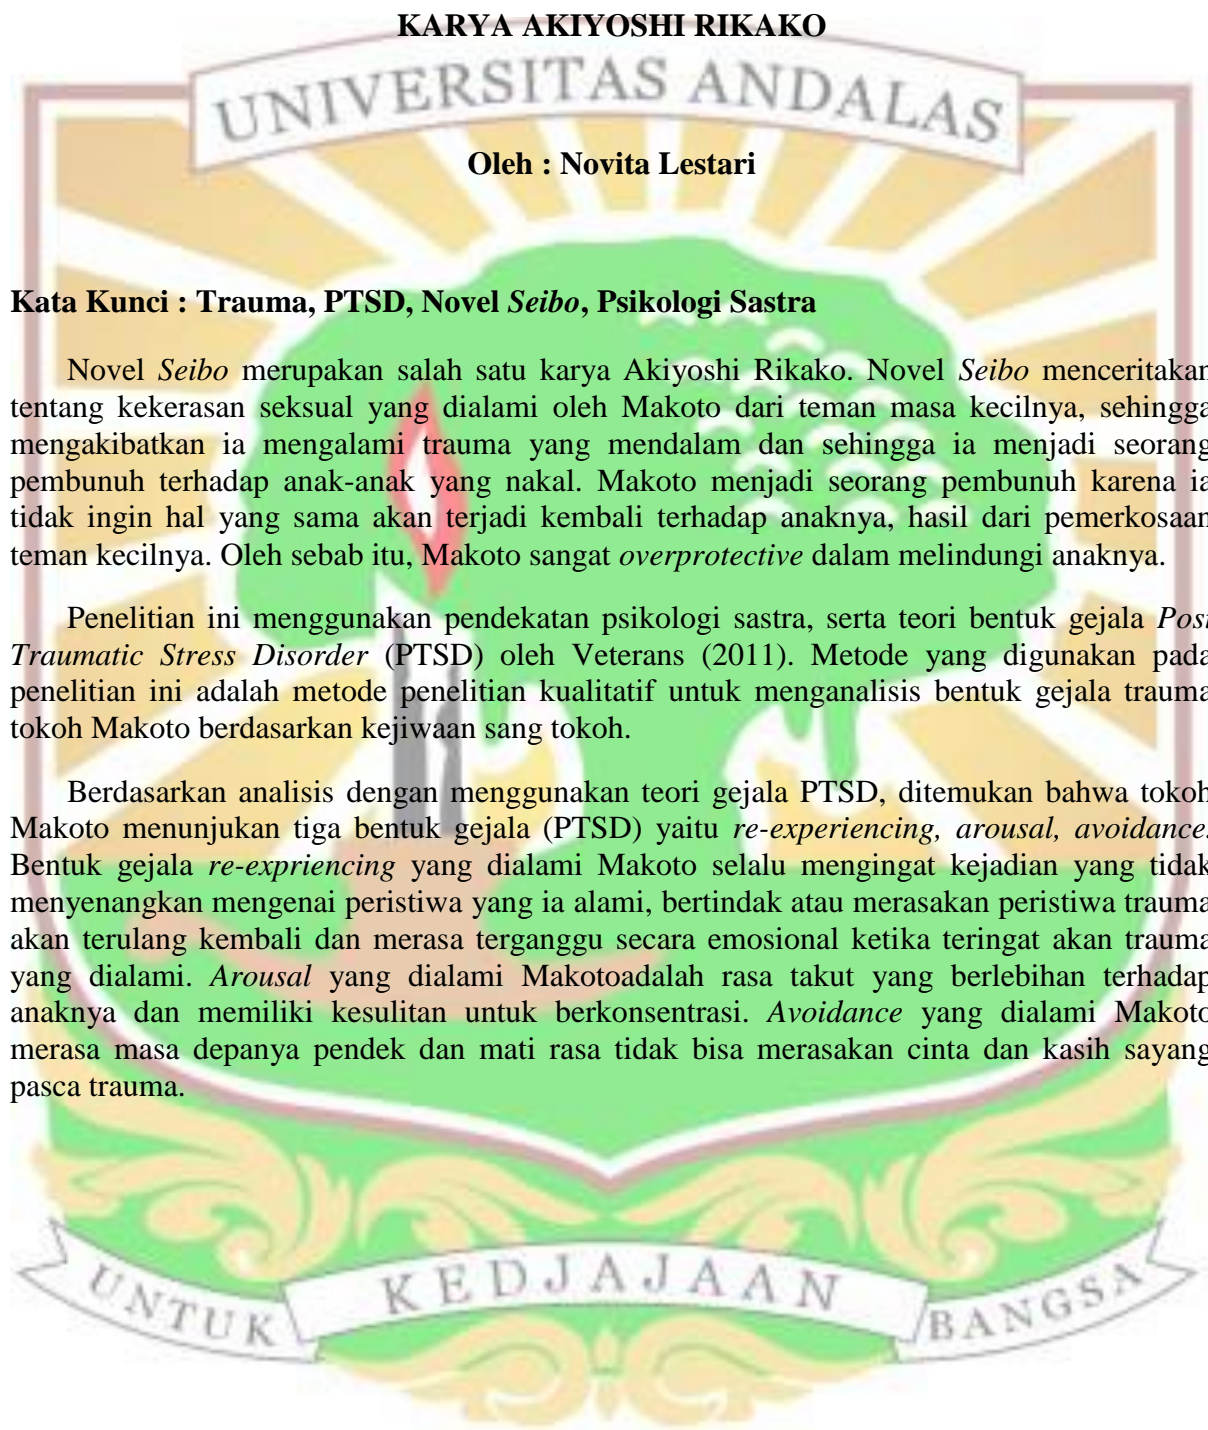 KARYA AKIYOSHI RIKAKO
UNIVERSITAS ANDALAS
Oleh : Novita Lestari
Kata Kunci : Trauma, PTSD, Novel Seibo, Psikologi Sastra
Novel Seibo merupakan salah satu karya Akiyoshi Rikako. Novel Seibo menceritakan
tentang kekerasan seksual yang dialami oleh Makoto dari teman masa kecilnya, sehingga
mengakibatkan ia mengalami trauma yang mendalam dan sehingga ia menjadi seorang
pembunuh terhadap anak-anak yang nakal. Makoto menjadi seorang pembunuh karena ia
tidak ingin hal yang sama akan terjadi kembali terhadap anaknya, hasil dari pemerkosaan
teman kecilnya. Oleh sebab itu, Makoto sangat overprotective dalam melindungi anaknya.
Penelitian ini menggunakan pendekatan psikologi sastra, serta teori bentuk gejala Post
Traumatic Stress Disorder (PTSD) oleh Veterans (2011). Metode yang digunakan pada
penelitian ini adalah metode penelitian kualitatif untuk menganalisis bentuk gejala trauma
tokoh Makoto berdasarkan kejiwaan sang tokoh.
Berdasarkan analisis dengan menggunakan teori gejala PTSD, ditemukan bahwa tokoh
Makoto menunjukan tiga bentuk gejala (PTSD) yaitu re-experiencing, arousal, avoidance.
Bentuk gejala re-expriencing yang dialami Makoto selalu mengingat kejadian yang tidak
menyenangkan mengenai peristiwa yang ia alami, bertindak atau merasakan peristiwa trauma
akan terulang kembali dan merasa terganggu secara emosional ketika teringat akan trauma
yang dialami. Arousal yang dialami Makotoadalah rasa takut yang berlebihan terhadap
anaknya dan memiliki kesulitan untuk berkonsentrasi. Avoidance yang dialami Makoto
merasa masa depanya pendek dan mati rasa tidak bisa merasakan cinta dan kasih sayang
pasca trauma.
UNTUK KEDJAJAAN BANGSA